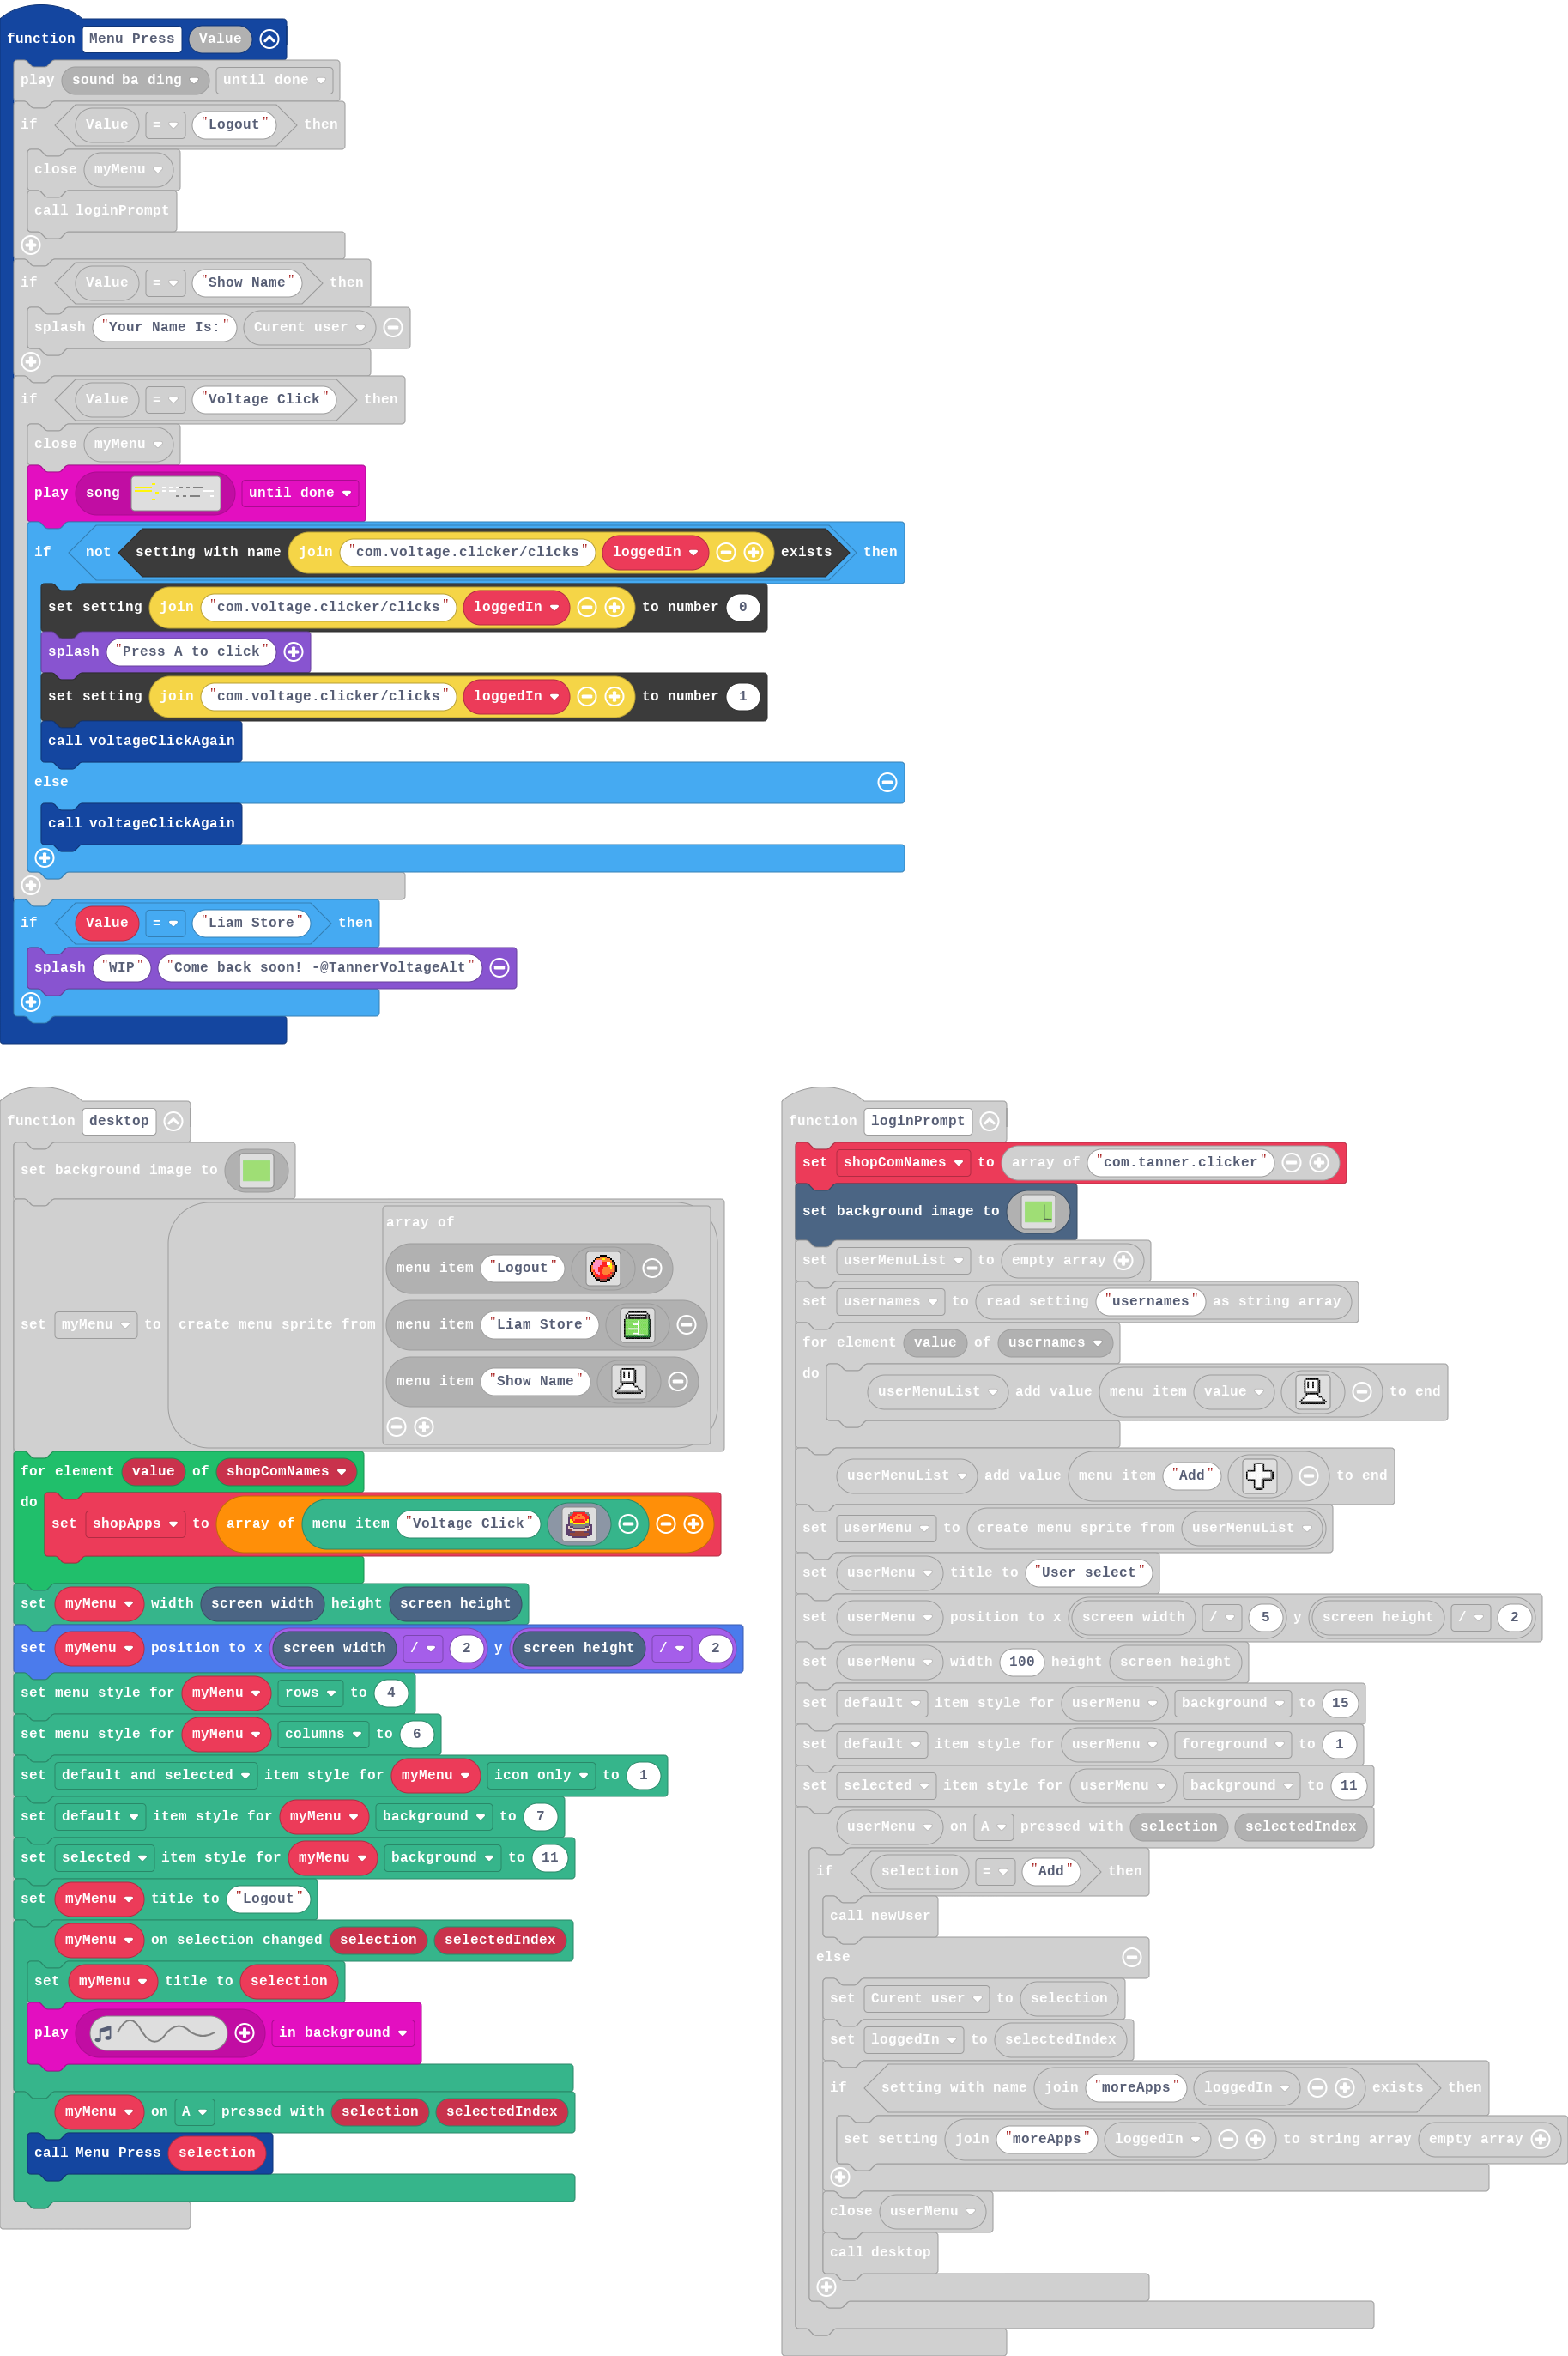 function Menu Press Value
play sound ba ding until done
if Value = "Logout" then
close myMenu
call loginPrompt
if Value = "Show Name" then
splash "Your Name Is:" Curent user
if Value = "Voltage Click" then
close myMenu
play song until done
if not setting with name join "com.voltage.clicker/clicks" loggedIn exists then
set setting join "com.voltage.clicker/clicks" loggedIn to number 0
splash "Press A to click"
set setting join "com.voltage.clicker/clicks" loggedIn to number 1
call voltageClickAgain
else
call voltageClickAgain
if Value = "Liam Store" then
splash "WIP" "Come back soon! -@TannerVoltageAlt"
function desktop
set background image to
array of
menu item "Logout"
menu item "Liam Store"
set myMenu to create menu sprite from
menu item "Show Name"
for element value of shopComNames
do
set shopApps to array of menu item "Voltage Click"
set myMenu width screen width height screen height
set myMenu position to x screen width / 2 y screen height / 2
set menu style for myMenu rows to 4
set menu style for myMenu columns to 6
set default and selected item style for myMenu icon only to 1
set default item style for myMenu background to 7
set selected item style for myMenu background to 11
set myMenu title to "Logout"
myMenu on selection changed selection selectedIndex
set myMenu title to selection
play in background
myMenu on A pressed with selection selectedIndex
call Menu Press selection
function loginPrompt
set shopComNames to array of "com.tanner.clicker"
set background image to
set userMenuList to empty array
set usernames to read setting "usernames" as string array
for element value of usernames
do
userMenuList add value menu item value to end
userMenuList add value menu item "Add" to end
set userMenu to create menu sprite from userMenuList
set userMenu title to "User select"
set userMenu position to x screen width / 5 y screen height / 2
set userMenu width 100 height screen height
set default item style for userMenu background to 15
set default item style for userMenu foreground to 1
set selected item style for userMenu background to 11
userMenu on A pressed with selection selectedIndex
if selection = "Add" then
call newUser
else
set Curent user to selection
set loggedIn to selectedIndex
if setting with name join "moreApps" loggedIn exists then
set setting join "moreApps" loggedIn to string array empty array
close userMenu
call desktop